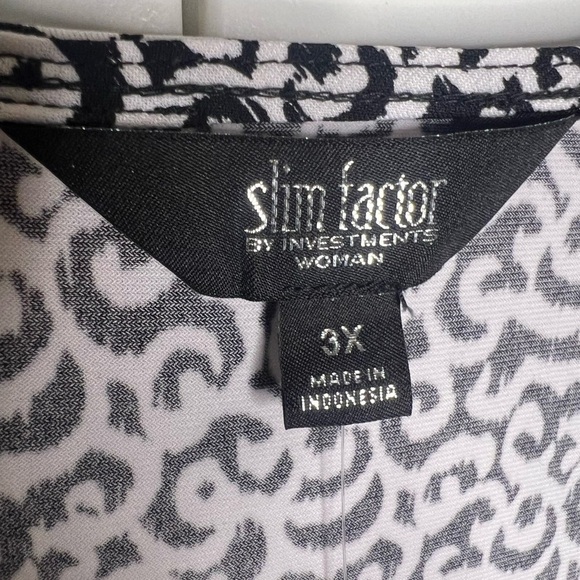 slim factor
BY INVESTMENTS
WOMAN
3X
MADE IN
INDONESIA